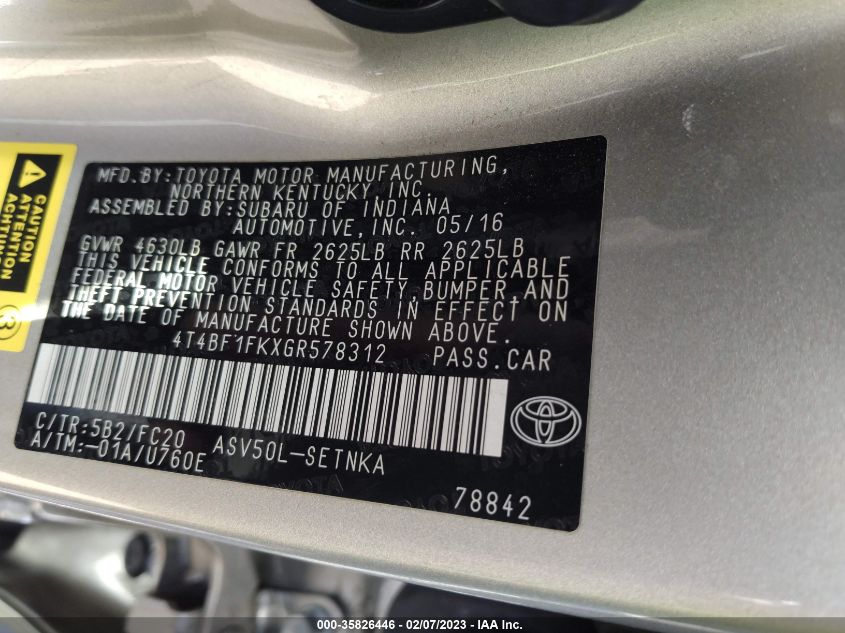 CAUTION
ATTENTION
MFD. BY: TOYOTA MOTOR MANUFACTURING,
NORTHERN KENTUCKY, INC.
ASSEMBLED BY: SUBARU OF INDIANA
AUTOMOTIVE, INC. 05/16
GVWR 4630LB GAWR FR 2625LB RR 2625LB
THIS VEHICLE CONFORMS TO ALL APPLICABLE
FEDERAL MOTOR VEHICLE SAFETY, BUMPER, AND
THEFT PREVENTION STANDARDS IN EFFECT ON
THE DATE OF MANUFACTURE SHOWN ABOVE.
4T4BF1FKXGR578312 PASS.CAR
C/TR:5B2/FC20
A/TM:-01A/U760E
ASV50L-SETNKA
78842
000-35826446 - 02/07/2023 - IAA Inc.